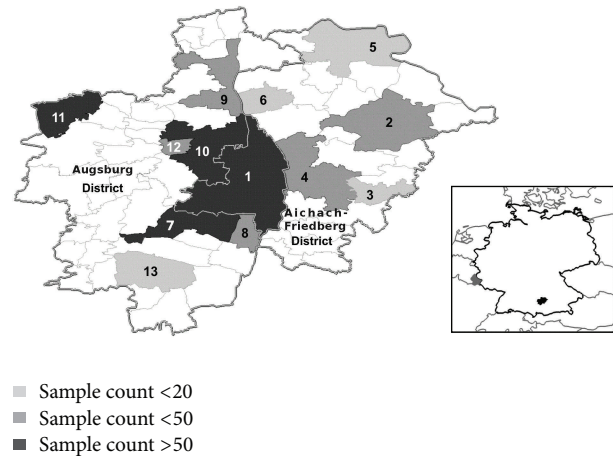 5
11
9
6
2
12
10
Augsburg
District
1
4
3
Aichach-
Friedberg
District
7
8
13
Sample count <20
Sample count <50
Sample count >50